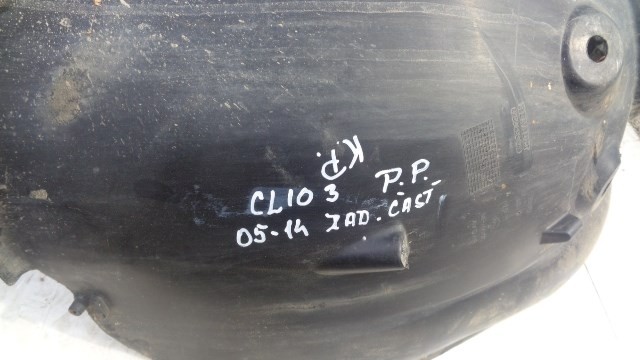 K.P.
CLIO 3 P.P.
05-14 ZAD. CAST